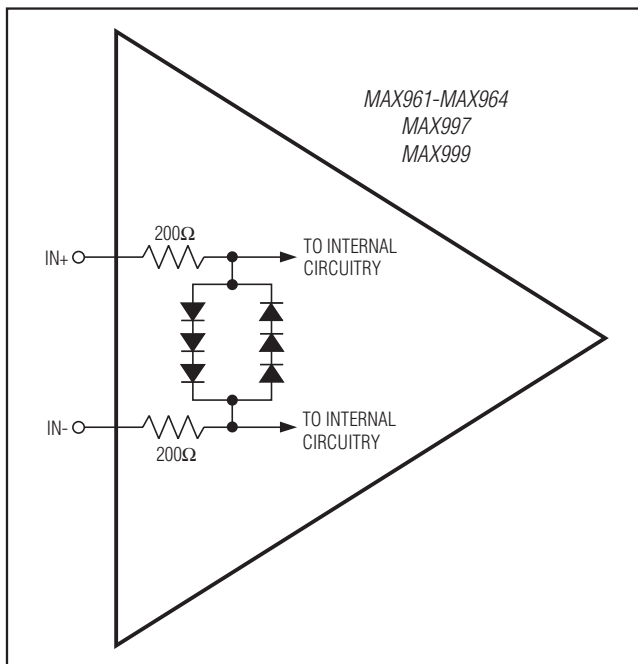 MAX961-MAX964
MAX997
MAX999
200Ω
IN+
TO INTERNAL
CIRCUITRY
IN-
TO INTERNAL
CIRCUITRY
200Ω